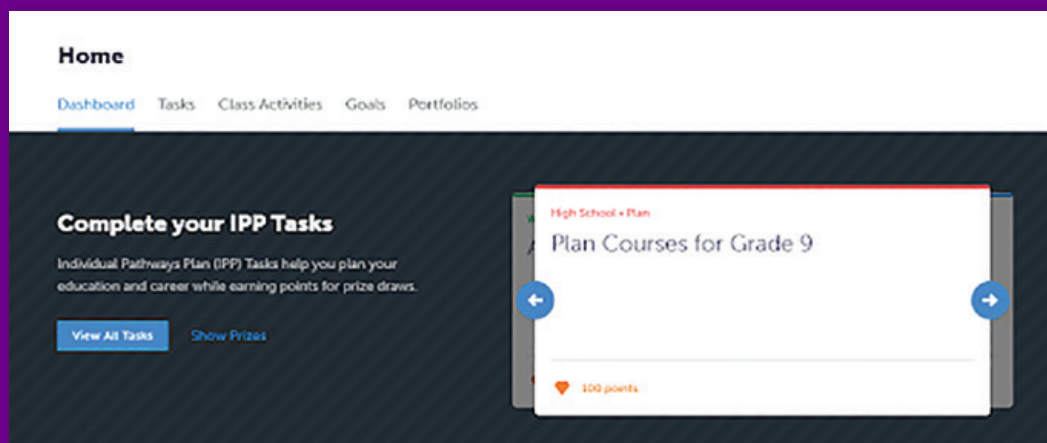 Home
Dashboard Tasks Class Activities Goals Portfolios
Complete your IPP Tasks
Individual Pathways Plan (IPP) Tasks help you plan your
education and career while earning points for prize draws.
View All Tasks Show Prizes
High School • Plan
Plan Courses for Grade 9
100 points